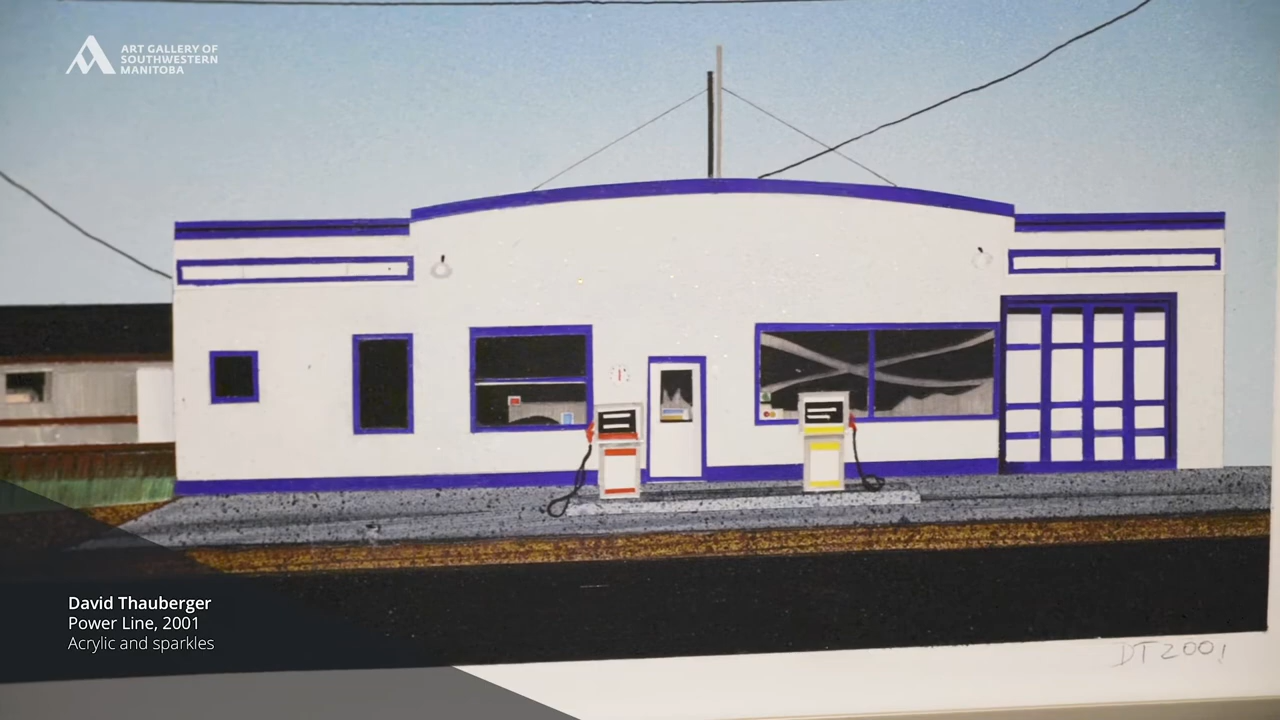 ART GALLERY OF
SOUTHWESTERN
MANITOBA
David Thauberger
Power Line, 2001
Acrylic and sparkles
DT 2001